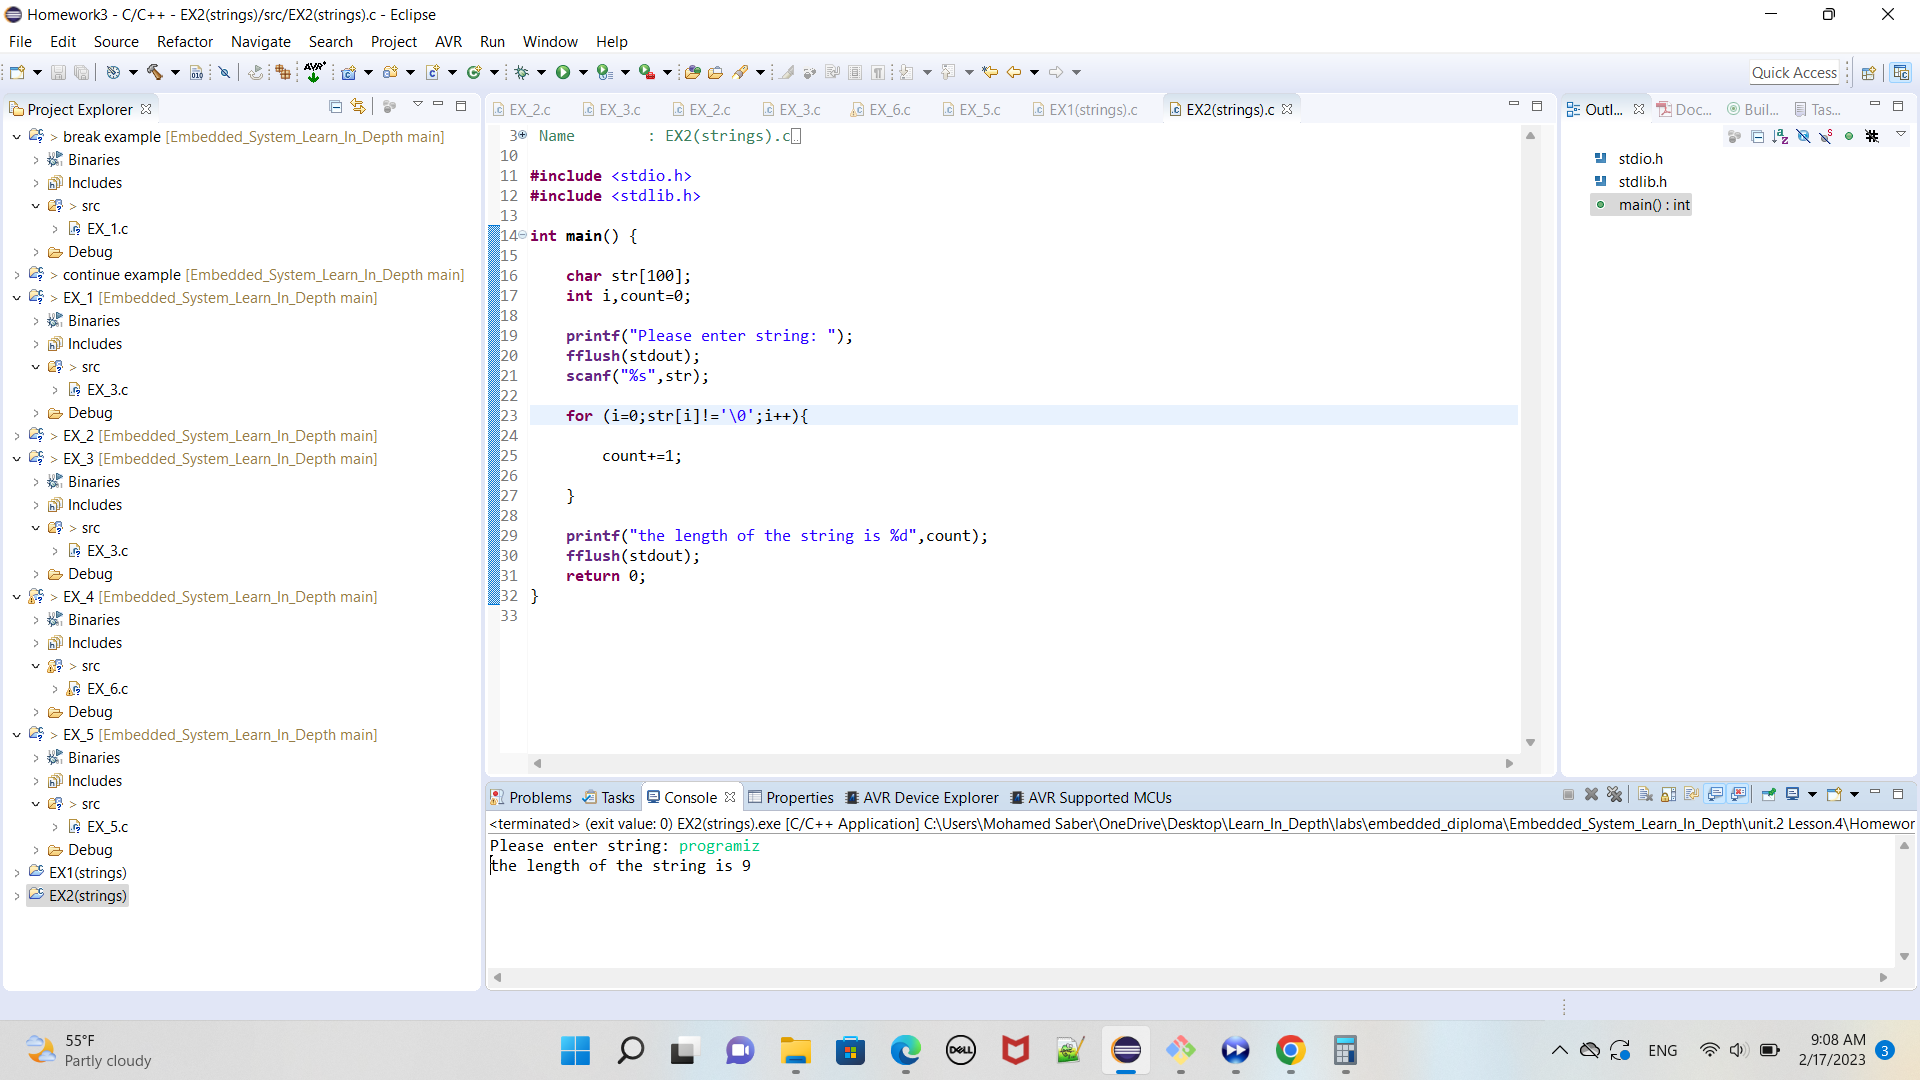 Homework3 - C/C++ - EX2(strings)/src/EX2(strings).c - Eclipse
File Edit Source Refactor Navigate Search Project AVR Run Window Help
Quick Access
Project Explorer
> break example [Embedded_System_Learn_In_Depth main]
Binaries
Includes
> src
EX_1.c
Debug
> continue example [Embedded_System_Learn_In_Depth main]
> EX_1 [Embedded_System_Learn_In_Depth main]
Binaries
Includes
> src
EX_3.c
Debug
> EX_2 [Embedded_System_Learn_In_Depth main]
> EX_3 [Embedded_System_Learn_In_Depth main]
Binaries
Includes
> src
EX_3.c
Debug
> EX_4 [Embedded_System_Learn_In_Depth main]
Binaries
Includes
> src
EX_6.c
Debug
> EX_5 [Embedded_System_Learn_In_Depth main]
Binaries
Includes
> src
EX_5.c
Debug
EX1(strings)
EX2(strings)
EX_2.c EX_3.c EX_2.c EX_3.c EX_6.c EX_5.c EX1(strings).c EX2(strings).c
3 Name : EX2(strings).c
10
11 #include <stdio.h>
12 #include <stdlib.h>
13
14 int main() {
15
16 char str[100];
17 int i,count=0;
18
19 printf("Please enter string: ");
20 fflush(stdout);
21 scanf("%s",str);
22
23 for (i=0;str[i]!='\0';i++){
24
25 count+=1;
26
27 }
28
29 printf("the length of the string is %d",count);
30 fflush(stdout);
31 return 0;
32 }
33
Outl... Doc... Buil... Tas...
stdio.h
stdlib.h
main() : int
Problems Tasks Console Properties AVR Device Explorer AVR Supported MCUs
<terminated> (exit value: 0) EX2(strings).exe [C/C++ Application] C:\Users\Mohamed Saber\OneDrive\Desktop\Learn_In_Depth\labs\embedded_diploma\Embedded_System_Learn_In_Depth\unit.2 Lesson.4\Homewor
Please enter string: programiz
the length of the string is 9
55°F
Partly cloudy
DELL
ENG
9:08 AM
2/17/2023
3